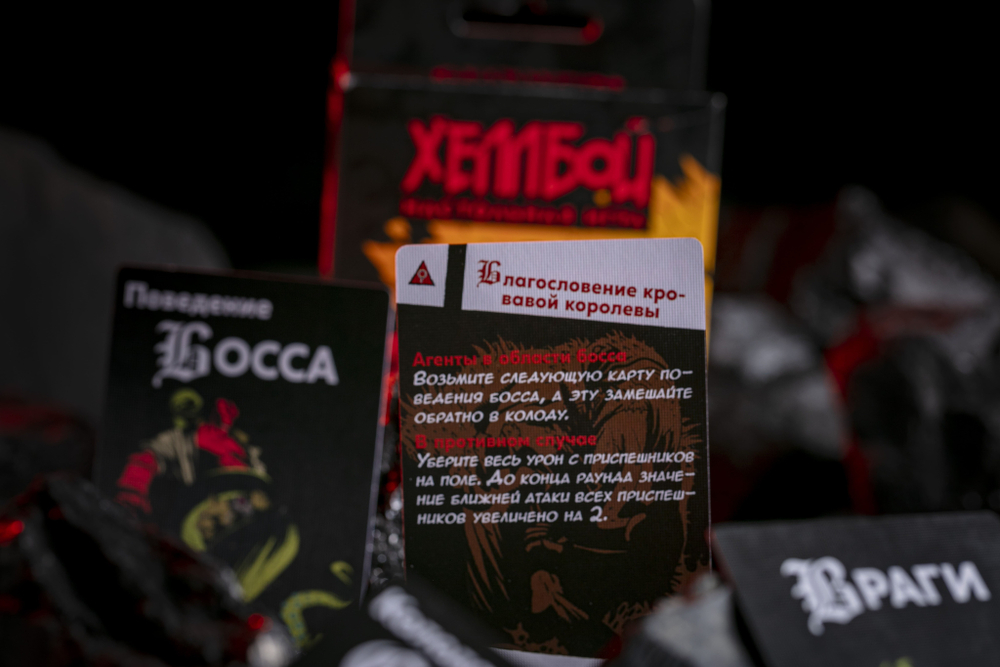 ХЕЛЛБОЙ
НАСТОЛЬНАЯ ИГРА
Благословение кро-
вавой королевы
Агенты в области босса
Возьмите следующую карту по-
ведения босса, а эту замешайте
обратно в колоду.
В противном случае
Уберите весь урон с приспешников
на поле. До конца раунда значе-
ние ближней атаки всех приспеш-
ников увеличено на 2.
Поведение
Босса
Враги